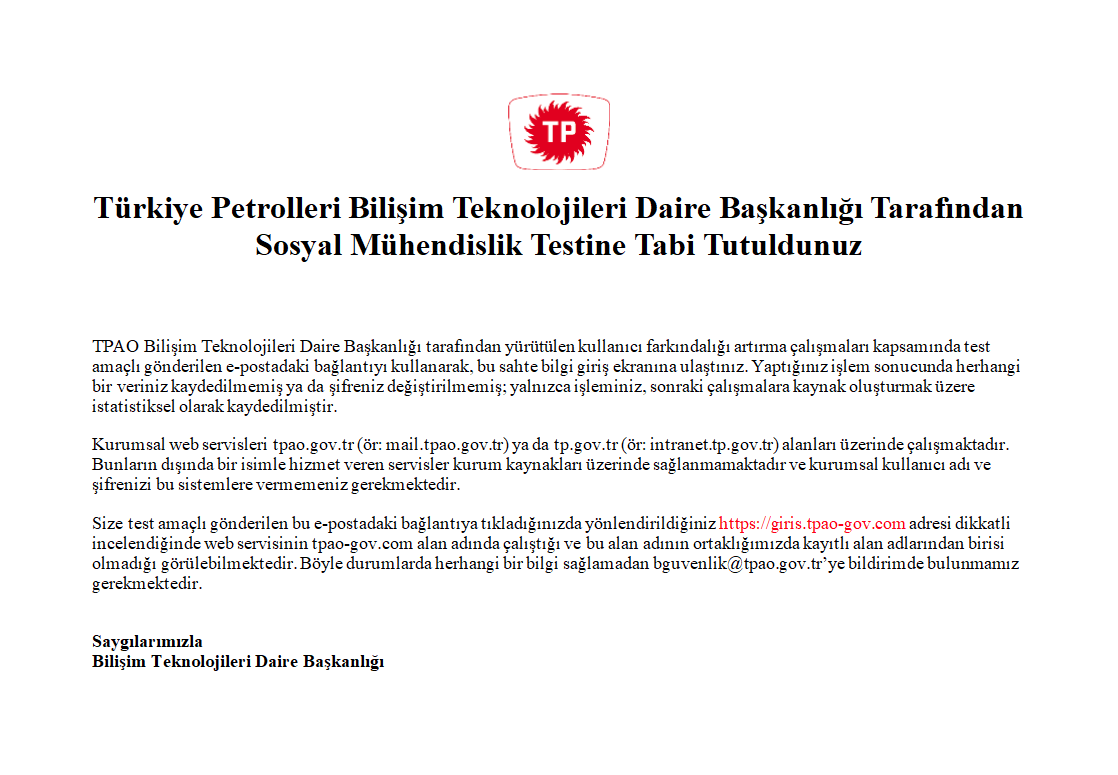 TP
Türkiye Petrolleri Bilişim Teknolojileri Daire Başkanlığı Tarafından
Sosyal Mühendislik Testine Tabi Tutuldunuz
TPAO Bilişim Teknolojileri Daire Başkanlığı tarafından yürütülen kullanıcı farkındalığı artırma çalışmaları kapsamında test
amaçlı gönderilen e-postadaki bağlantıyı kullanarak, bu sahte bilgi giriş ekranına ulaştınız. Yaptığınız işlem sonucunda herhangi
bir veriniz kaydedilmemiş ya da şifreniz değiştirilmemiş; yalnızca işleminiz, sonraki çalışmalara kaynak oluşturmak üzere
istatistiksel olarak kaydedilmiştir.
Kurumsal web servisleri tpao.gov.tr (ör: mail.tpao.gov.tr) ya da tp.gov.tr (ör: intranet.tp.gov.tr) alanları üzerinde çalışmaktadır.
Bunların dışında bir isimle hizmet veren servisler kurum kaynakları üzerinde sağlanmamaktadır ve kurumsal kullanıcı adı ve
şifrenizi bu sistemlere vermemeniz gerekmektedir.
Size test amaçlı gönderilen bu e-postadaki bağlantıya tıkladığınızda yönlendirildiğiniz https://giris.tpao-gov.com adresi dikkatli
incelendiğinde web servisinin tpao-gov.com alan adında çalıştığı ve bu alan adının ortaklığımızda kayıtlı alan adlarından birisi
olmadığı görülebilmektedir. Böyle durumlarda herhangi bir bilgi sağlamadan bguvenlik@tpao.gov.tr’ye bildirimde bulunmamız
gerekmektedir.
Saygılarımızla
Bilişim Teknolojileri Daire Başkanlığı